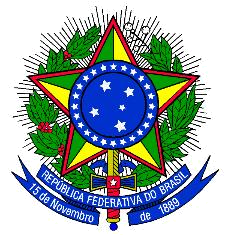 REPÚBLICA FEDERATIVA DO BRASIL
15 de Novembro de 1889